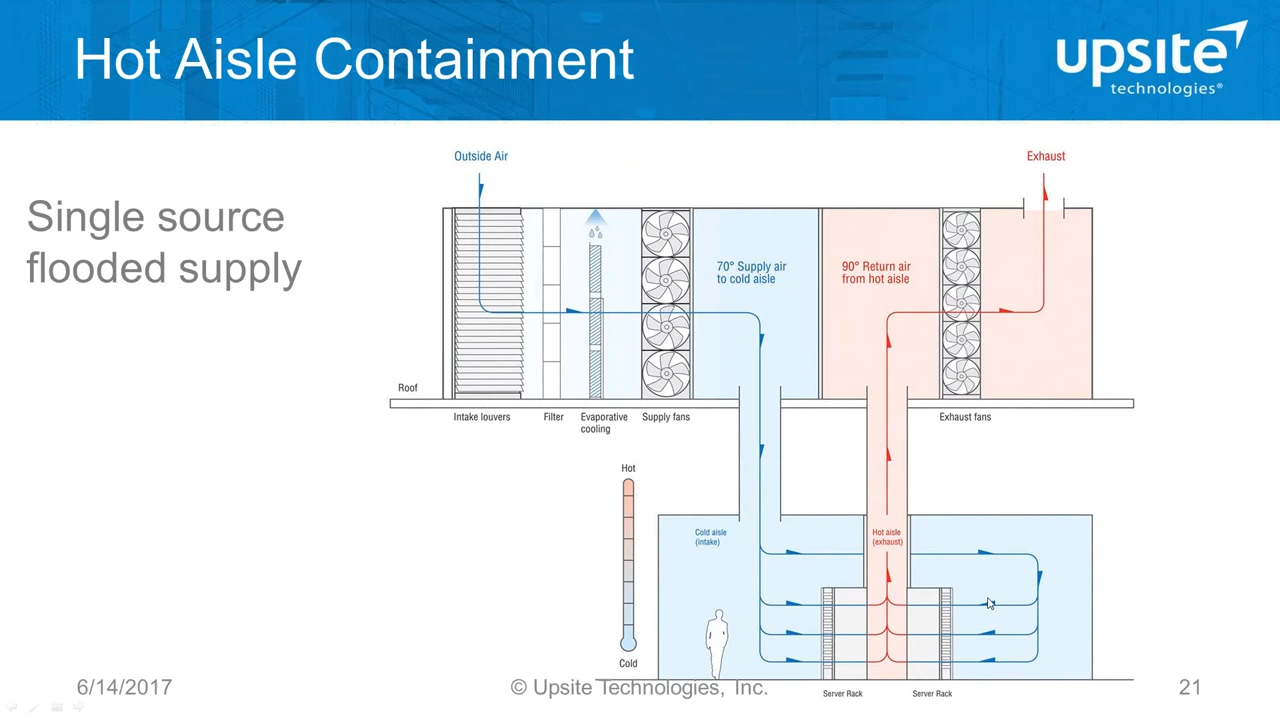 Hot Aisle Containment
upsite
technologies®
Single source
flooded supply
Outside Air
Exhaust
70° Supply air
to cold aisle
90° Return air
from hot aisle
Roof
Intake louvers
Filter
Evaporative
cooling
Supply fans
Exhaust fans
Hot
Cold
Cold aisle
(intake)
Hot aisle
(exhaust)
Server Rack
Server Rack
6/14/2017
© Upsite Technologies, Inc.
21